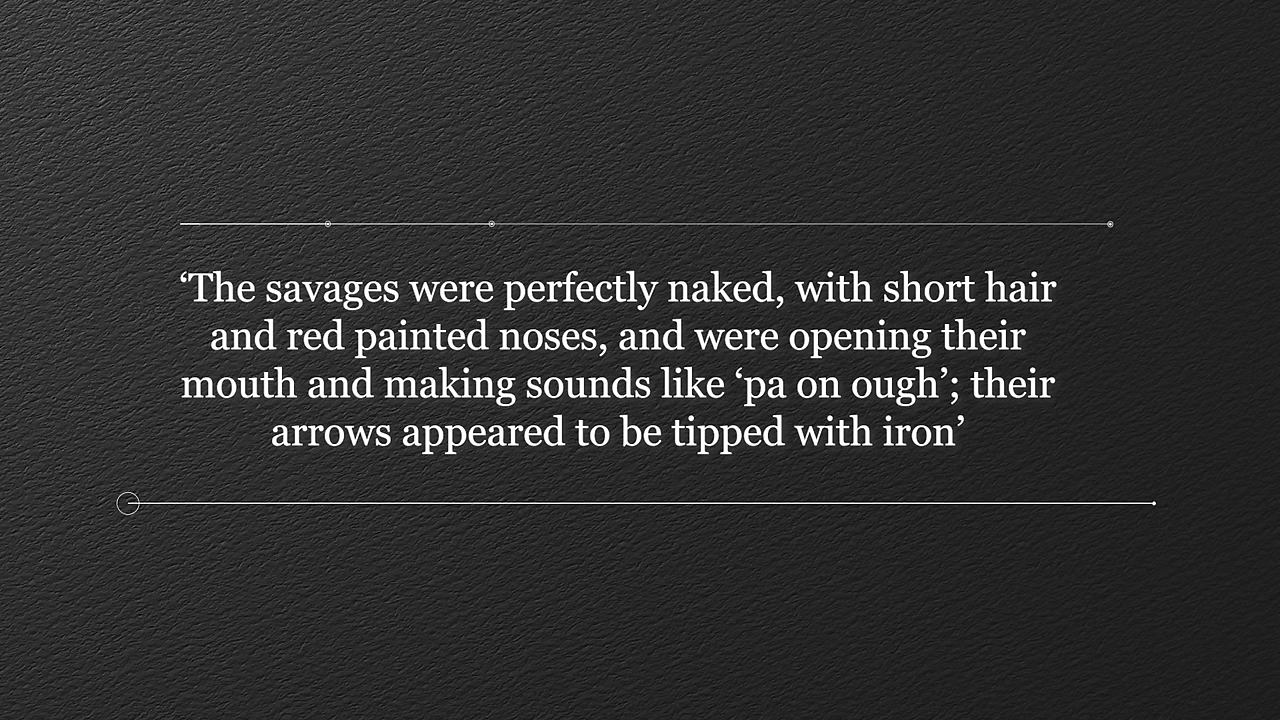 ‘The savages were perfectly naked, with short hair
and red painted noses, and were opening their
mouth and making sounds like ‘pa on ough’; their
arrows appeared to be tipped with iron’